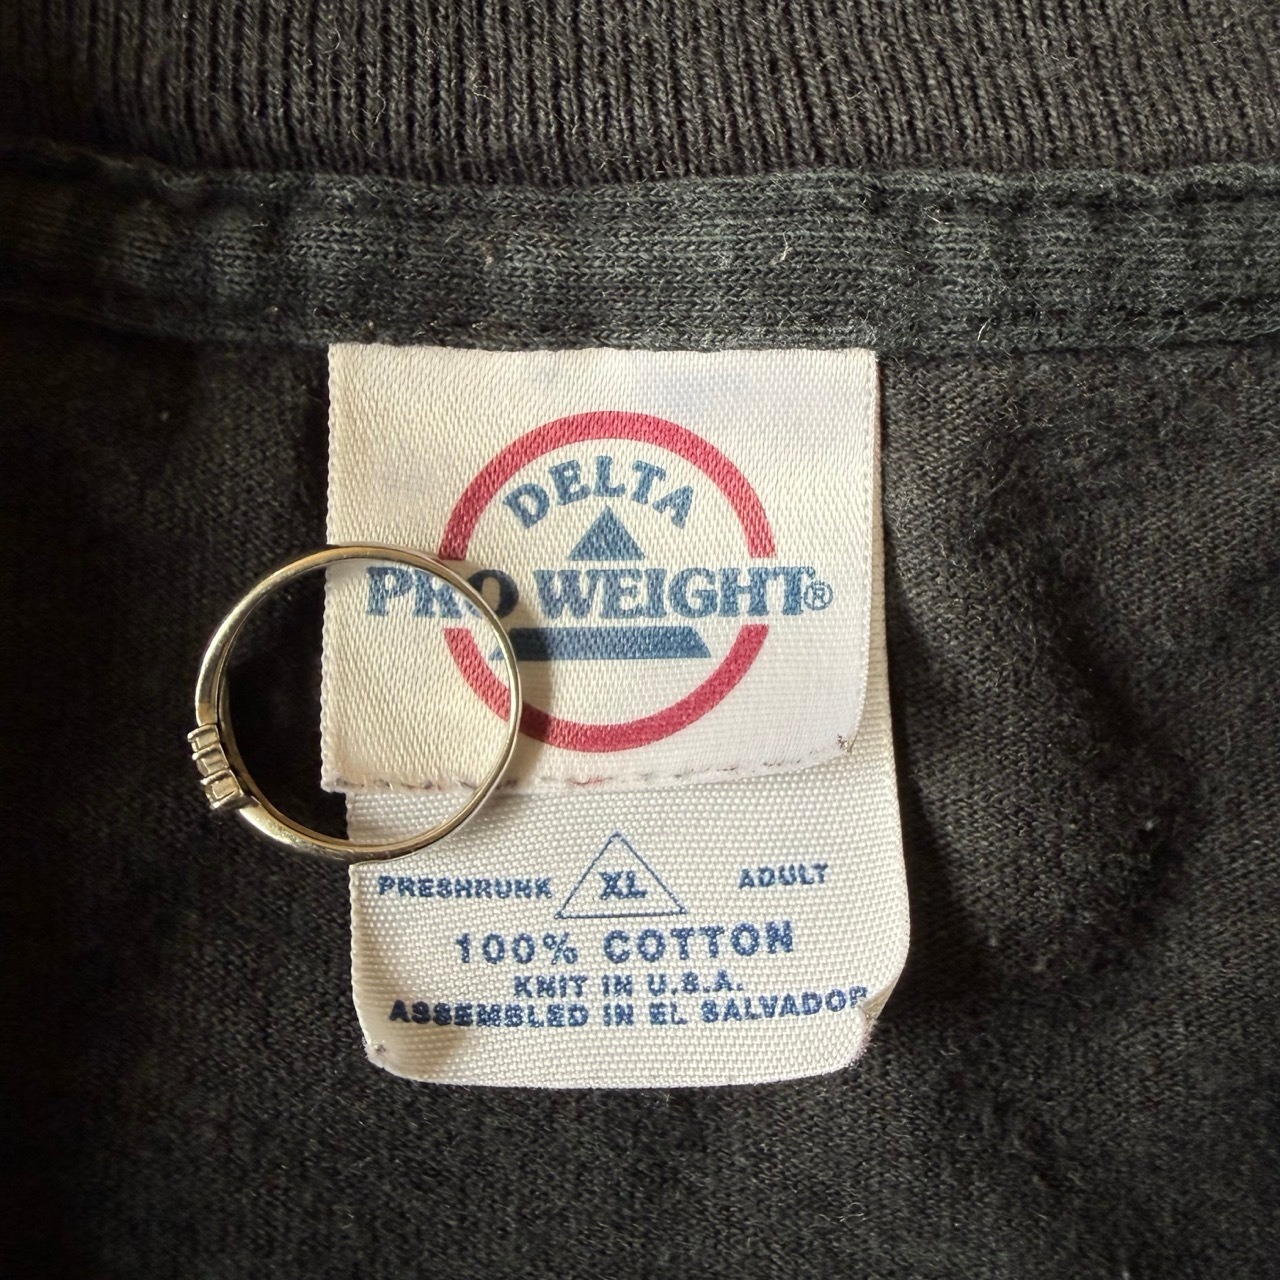 DELTA
PRO WEIGHT®
PRESHRUNK XL ADULT
100% COTTON
KNIT IN U.S.A.
ASSEMBLED IN EL SALVADOR